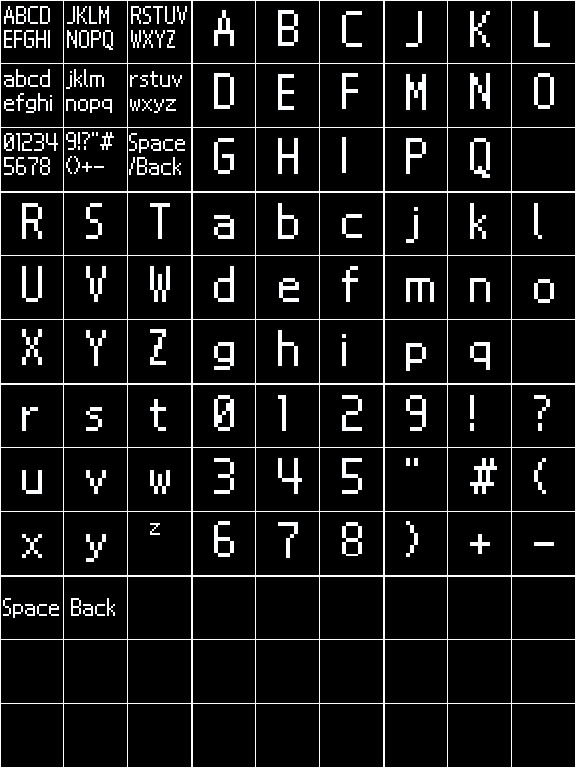 ABCD JKLM RSTUV A B C J K L
EFGHI NOPQ WXYZ
abcd jklm rstuv D E F M N O
efghi nopq wxyz
01234 9!?"# Space G H I P Q
5678 ()+- /Back
R S T a b c j k l
U V W d e f m n o
X Y Z g h i p q
r s t 0 1 2 9 ! ?
u v w 3 4 5 " # (
x y z 6 7 8 ) + -
Space Back